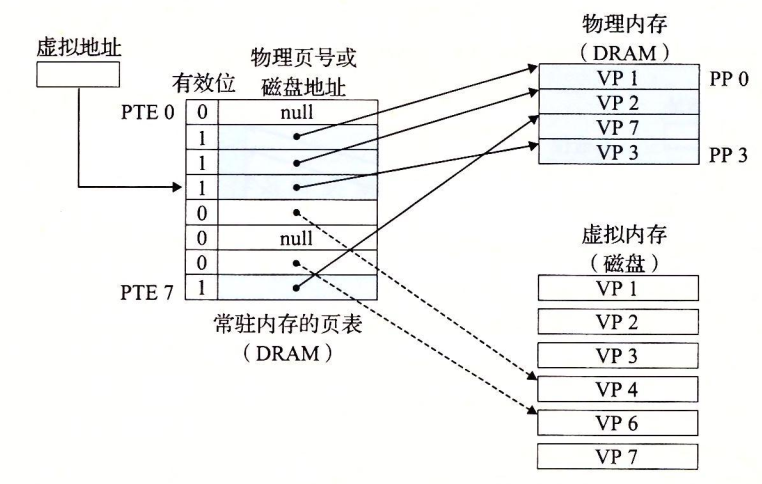 虚拟地址
物理页号或
磁盘地址
有效位
PTE 0
0
null
1
1
1
0
0
null
0
PTE 7
1
常驻内存的页表
（DRAM）
物理内存
（DRAM）
VP 1
PP 0
VP 2
VP 7
VP 3
PP 3
虚拟内存
（磁盘）
VP 1
VP 2
VP 3
VP 4
VP 6
VP 7